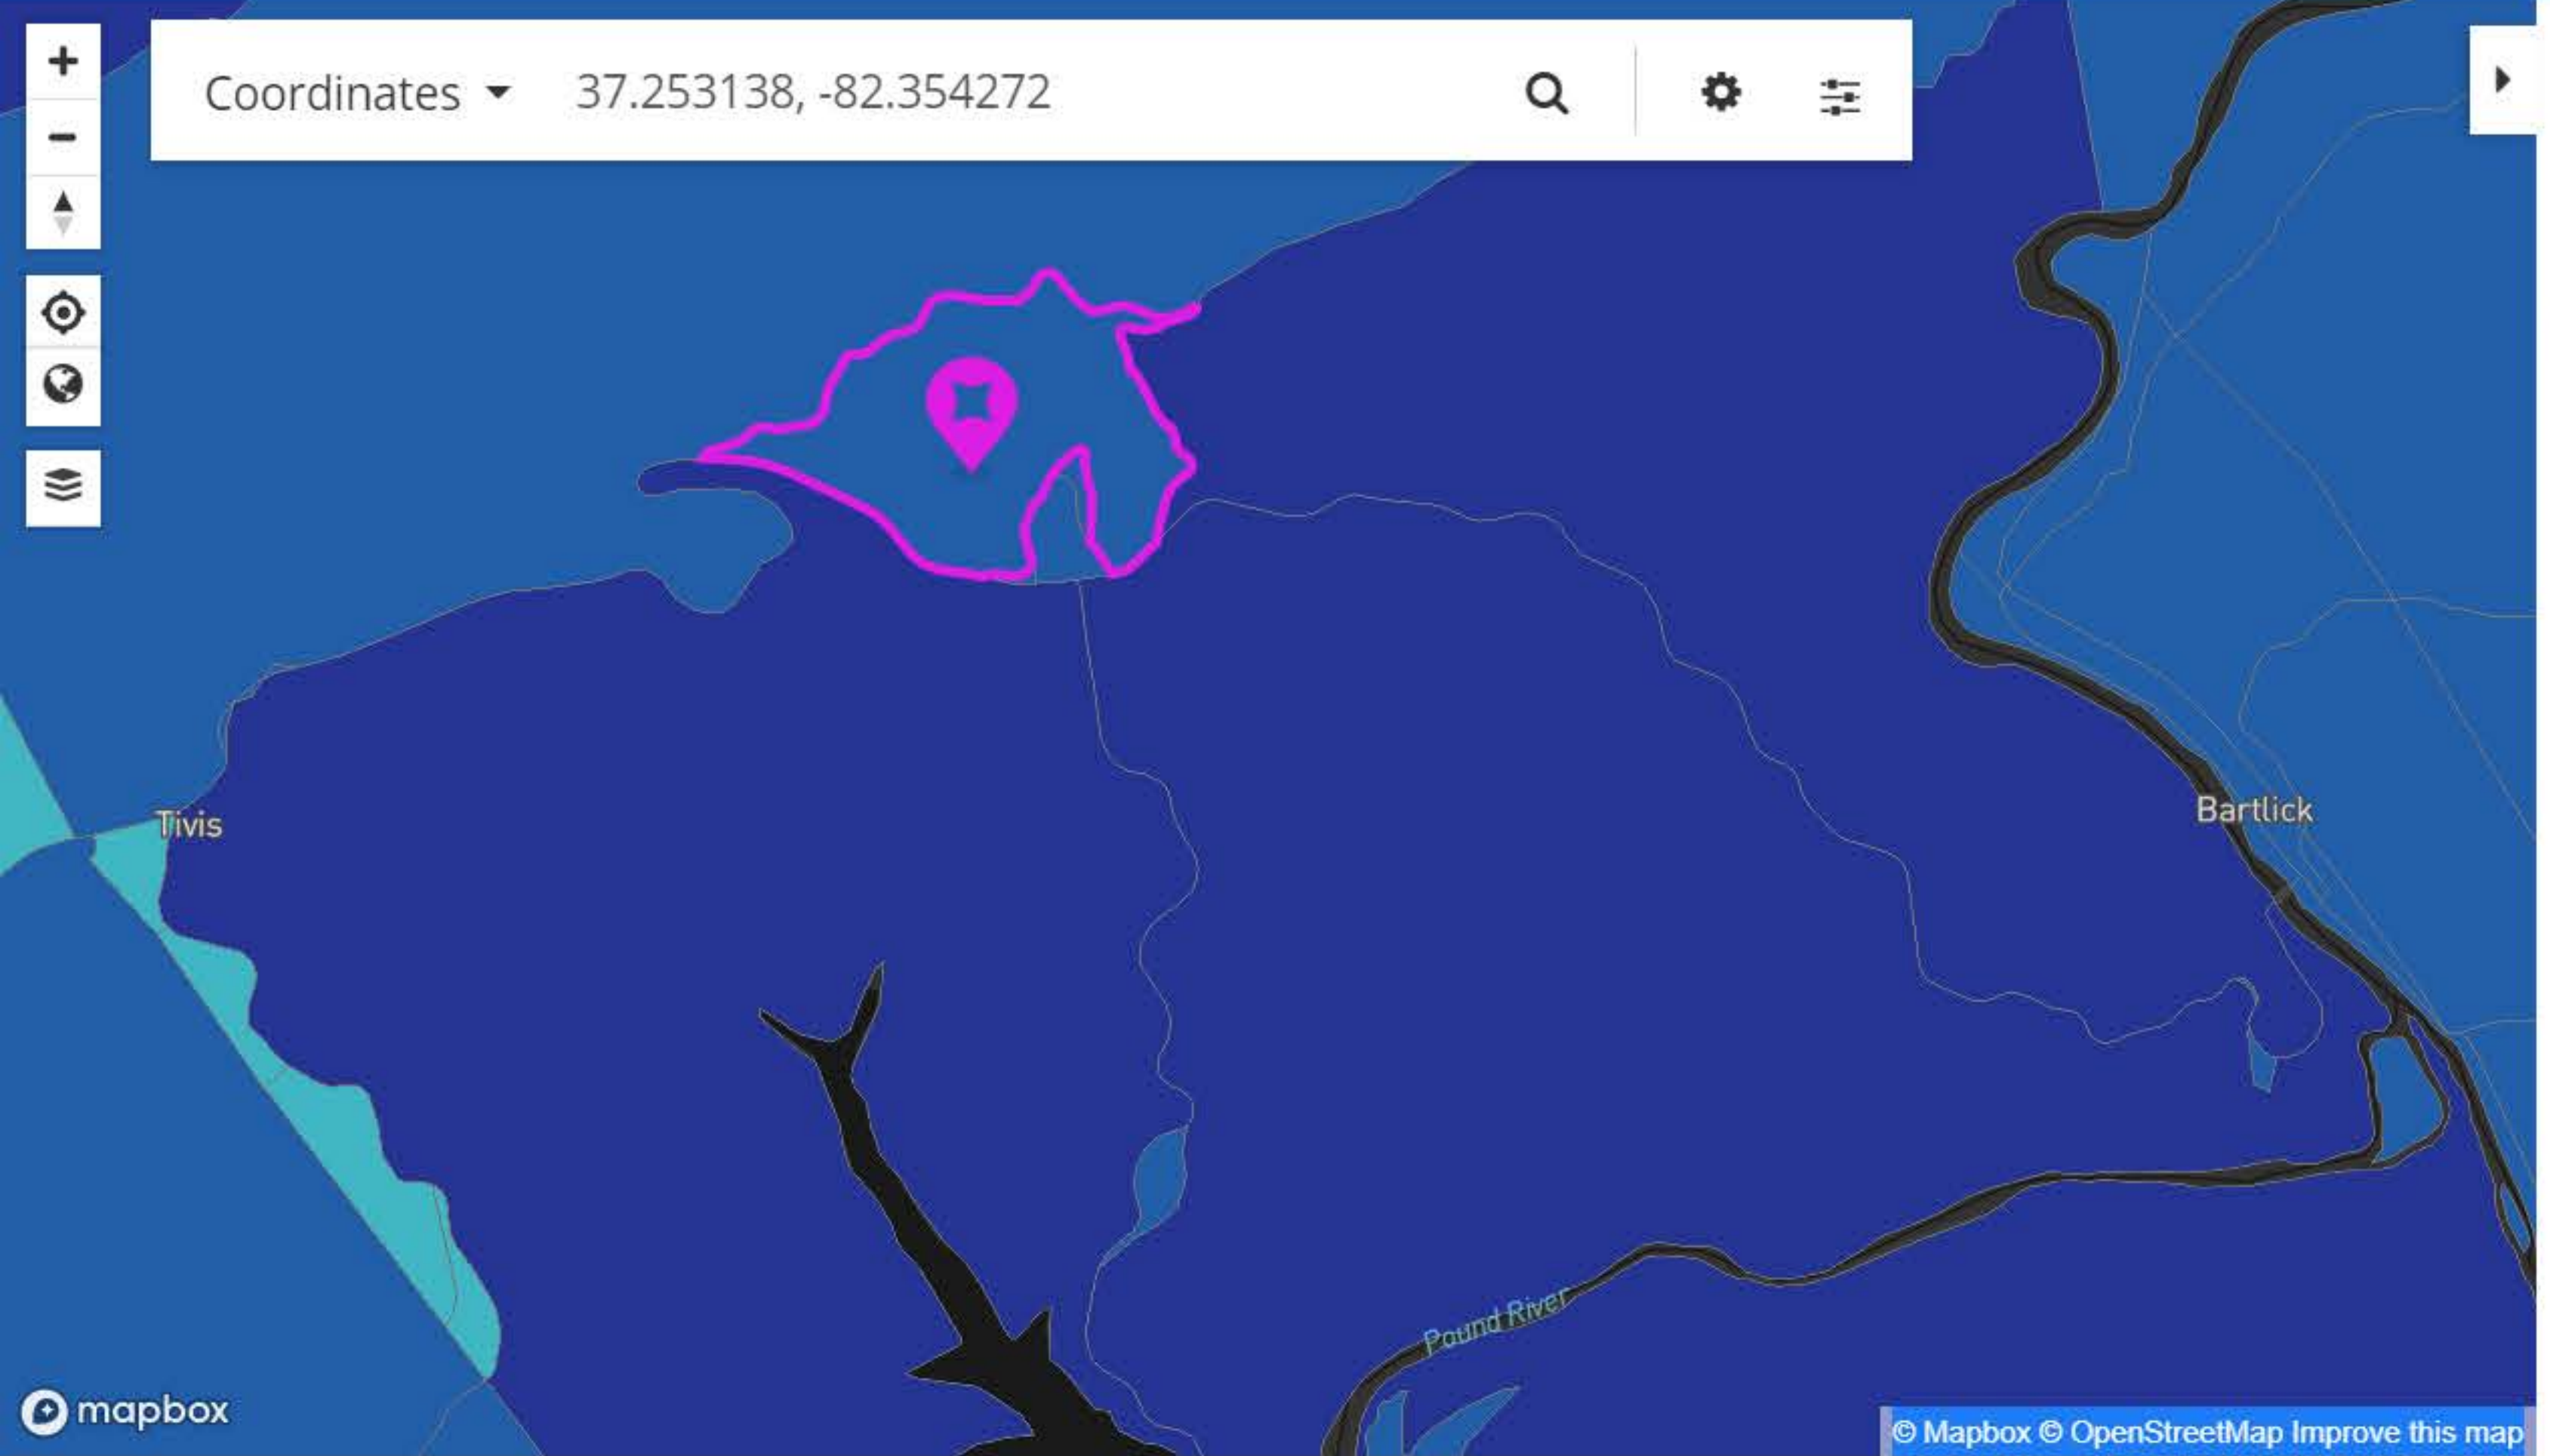 Coordinates 37.253138, -82.354272
Tivis
Bartlick
Pound River
mapbox
© Mapbox © OpenStreetMap Improve this map